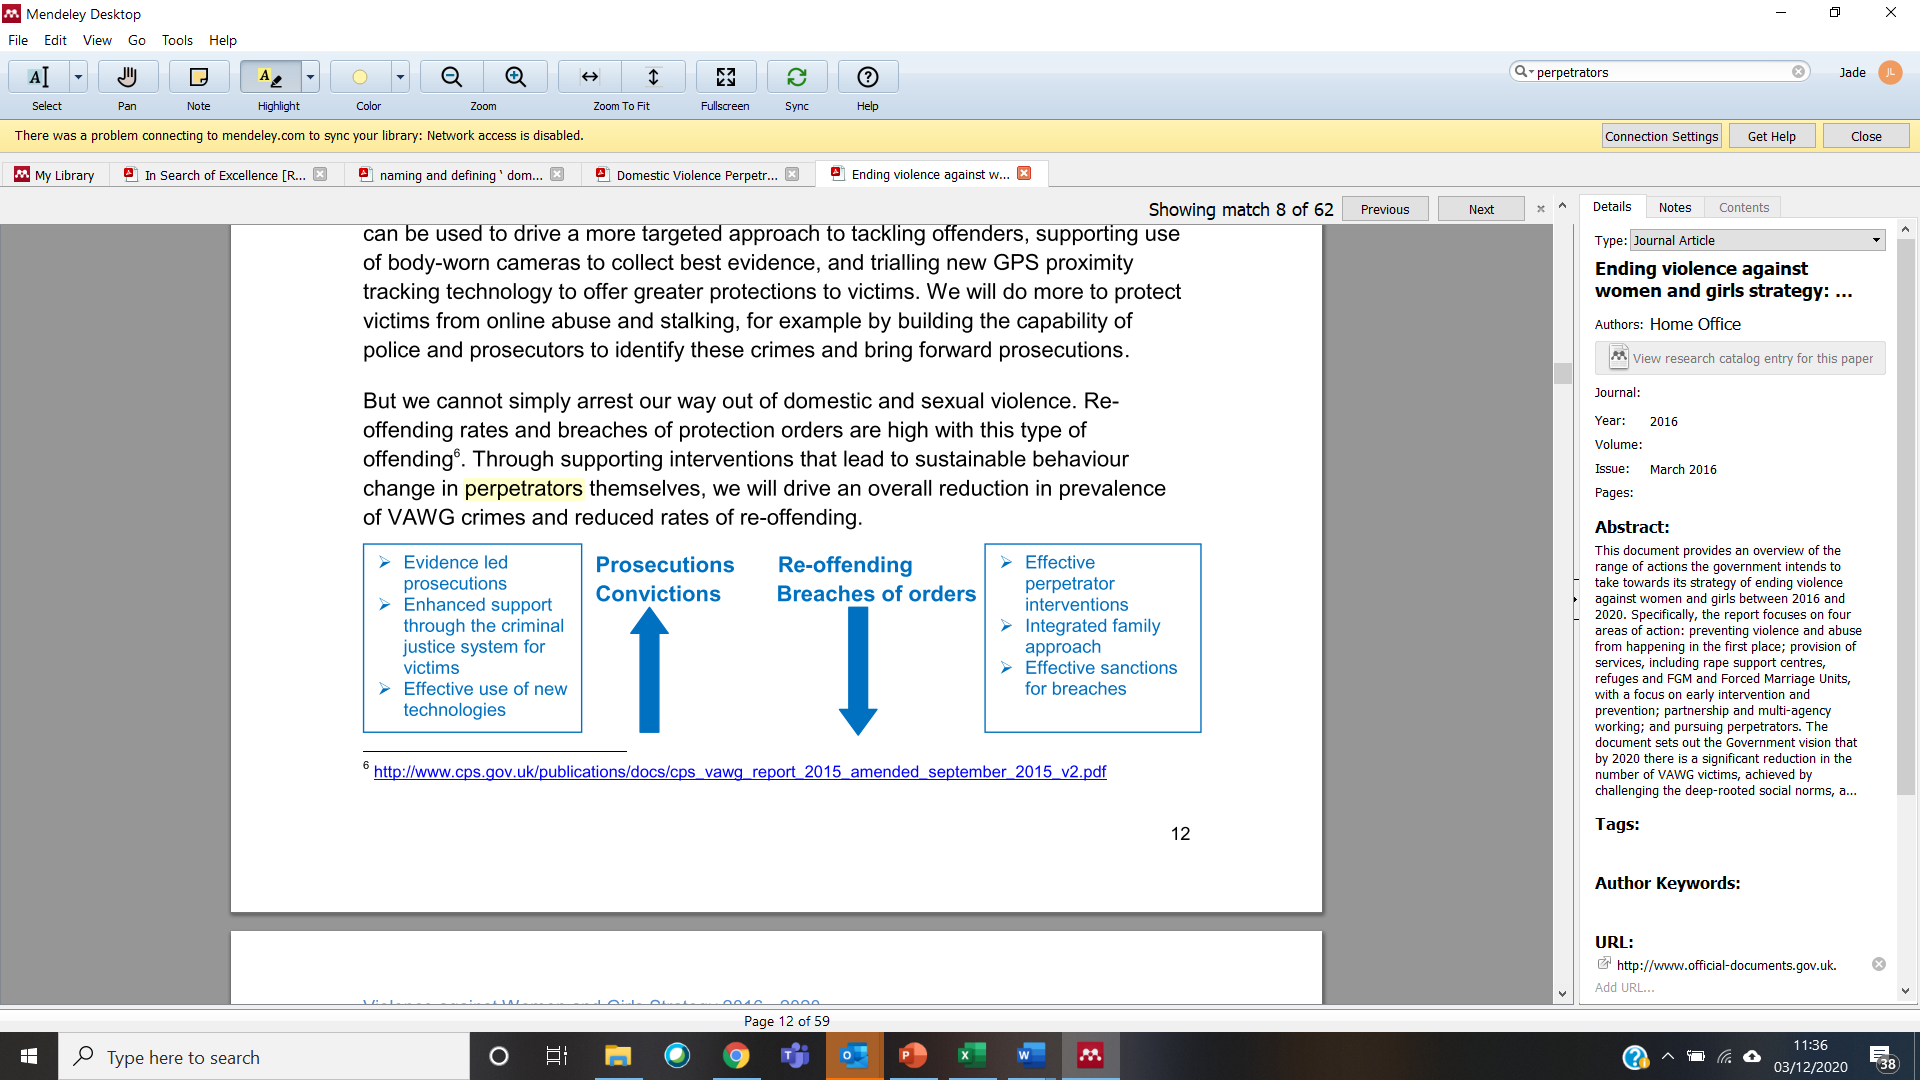 Mendeley Desktop
File Edit View Go Tools Help
Select Pan Note Highlight Color Zoom Zoom To Fit Fullscreen Sync Help
perpetrators
Jade JL
There was a problem connecting to mendeley.com to sync your library: Network access is disabled.
Connection Settings Get Help Close
My Library In Search of Excellence [R... naming and defining ‘ dom... Domestic Violence Perpetr... Ending violence against w...
Showing match 8 of 62 Previous Next
can be used to drive a more targeted approach to tackling offenders, supporting use
of body-worn cameras to collect best evidence, and trialling new GPS proximity
tracking technology to offer greater protections to victims. We will do more to protect
victims from online abuse and stalking, for example by building the capability of
police and prosecutors to identify these crimes and bring forward prosecutions.
But we cannot simply arrest our way out of domestic and sexual violence. Re-
offending rates and breaches of protection orders are high with this type of
offending6. Through supporting interventions that lead to sustainable behaviour
change in perpetrators themselves, we will drive an overall reduction in prevalence
of VAWG crimes and reduced rates of re-offending.
Evidence led
prosecutions
Enhanced support
through the criminal
justice system for
victims
Effective use of new
technologies
Prosecutions
Convictions
Re-offending
Breaches of orders
Effective
perpetrator
interventions
Integrated family
approach
Effective sanctions
for breaches
6 http://www.cps.gov.uk/publications/docs/cps_vawg_report_2015_amended_september_2015_v2.pdf
12
Violence against Women and Girls Strategy 2016 - 2020
Page 12 of 59
Details Notes Contents
Type: Journal Article
Ending violence against
women and girls strategy: ...
Authors: Home Office
View research catalog entry for this paper
Journal:
Year: 2016
Volume:
Issue: March 2016
Pages:
Abstract:
This document provides an overview of the
range of actions the government intends to
take towards its strategy of ending violence
against women and girls between 2016 and
2020. Specifically, the report focuses on four
areas of action: preventing violence and abuse
from happening in the first place; provision of
services, including rape support centres,
refuges and FGM and Forced Marriage Units,
with a focus on early intervention and
prevention; partnership and multi-agency
working; and pursuing perpetrators. The
document sets out the Government vision that
by 2020 there is a significant reduction in the
number of VAWG victims, achieved by
challenging the deep-rooted social norms, a...
Tags:
Author Keywords:
URL:
http://www.official-documents.gov.uk.
Add URL...
Type here to search
11:36
03/12/2020
38